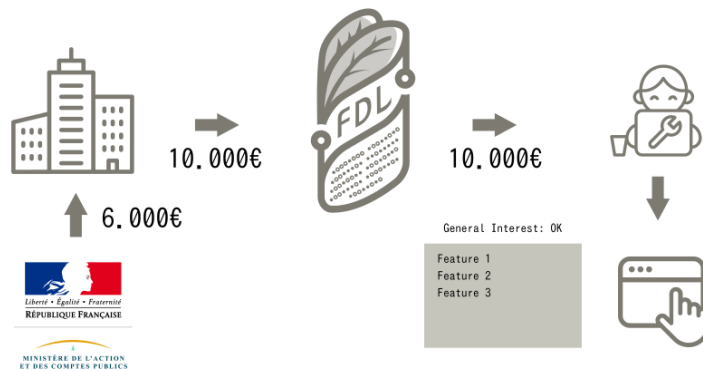 FDL
10.000€
10.000€
6.000€
General Interest: OK
Feature 1
Feature 2
Feature 3
Liberté • Égalité • Fraternité
RÉPUBLIQUE FRANÇAISE
MINISTÈRE DE L'ACTION
ET DES COMPTES PUBLICS